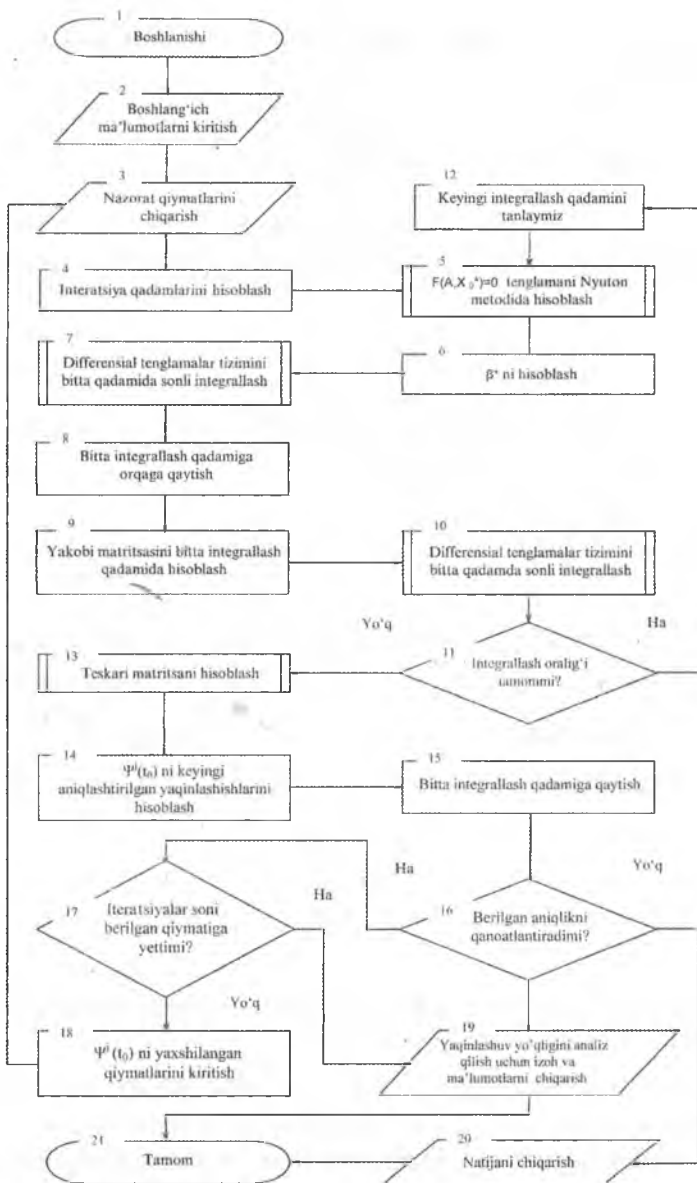 1
Boshlanishi
2
Boshlang‘ich
ma’lumotlarni kiritish
3
Nazorat qiymatlarini
chiqarish
12
Keyingi integrallash qadamini
tanlaymiz
4
Interatsiya qadamlarini hisoblash
5
F(A,X₀*)=0 tenglamani Nyuton
metodida hisoblash
7
Differensial tenglamalar tizimini
bitta qadamida sonli integrallash
6
β* ni hisoblash
8
Bitta integrallash qadamiga
orqaga qaytish
9
Yakobi matritsasini bitta integrallash
qadamida hisoblash
10
Differensial tenglamalar tizimini
bitta qadamda sonli integrallash
Yo‘q
Ha
11
Integrallash oralig‘i
tamommi?
13
Teskari matritsani hisoblash
14
Ψʲ(t₀) ni keyingi
aniqlashtirilgan yaqinlashishlarini
hisoblash
15
Bitta integrallash qadamiga qaytish
Ha
Yo‘q
Ha
17
Iteratsiyalar soni
berilgan qiymatiga
yettimi?
16
Berilgan aniqlikni
qanoatlantiradimi?
Yo‘q
18
Ψʲ(t₀) ni yaxshilangan
qiymatlarini kiritish
19
Yaqinlashuv yo‘qligini analiz
qilish uchun izoh va
ma’lumotlarni chiqarish
21
Tamom
20
Natijani chiqarish